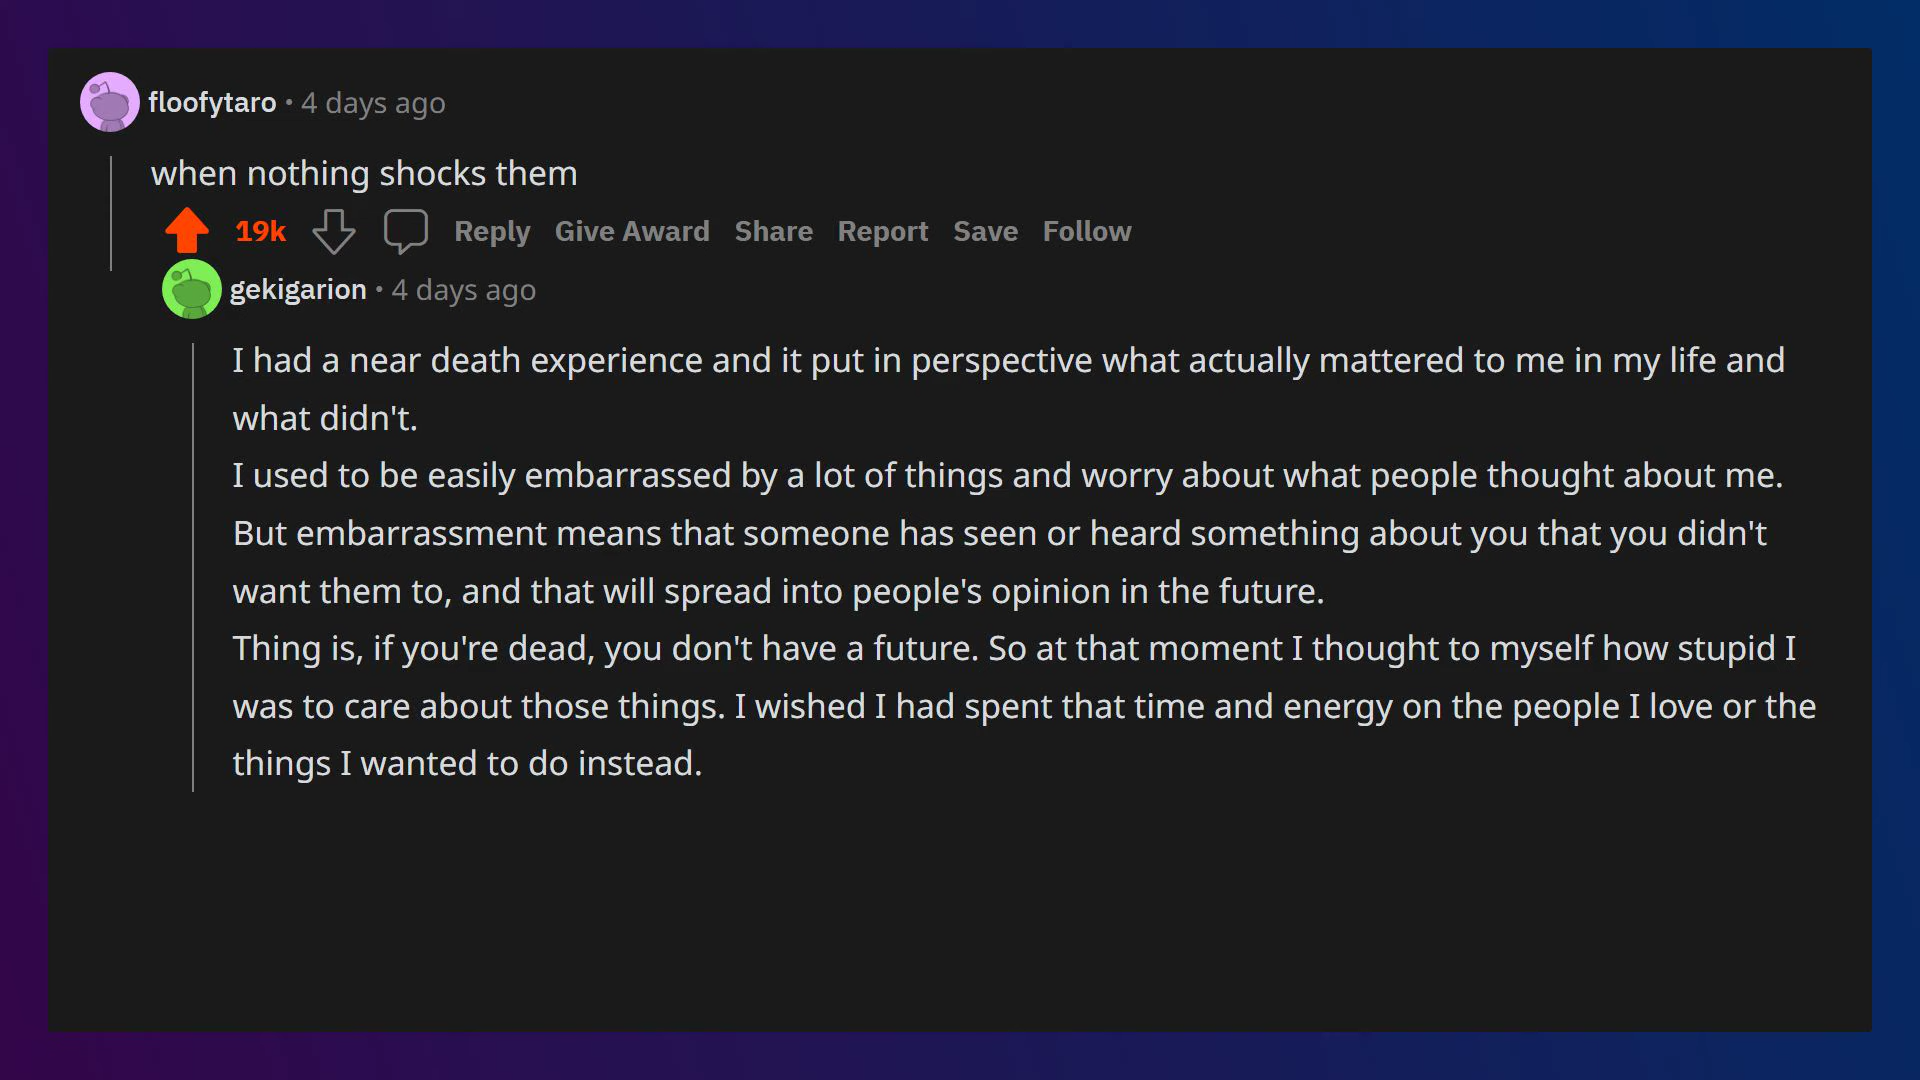 floofytaro • 4 days ago
when nothing shocks them
19k Reply Give Award Share Report Save Follow
gekigarion • 4 days ago
I had a near death experience and it put in perspective what actually mattered to me in my life and
what didn't.
I used to be easily embarrassed by a lot of things and worry about what people thought about me.
But embarrassment means that someone has seen or heard something about you that you didn't
want them to, and that will spread into people's opinion in the future.
Thing is, if you're dead, you don't have a future. So at that moment I thought to myself how stupid I
was to care about those things. I wished I had spent that time and energy on the people I love or the
things I wanted to do instead.